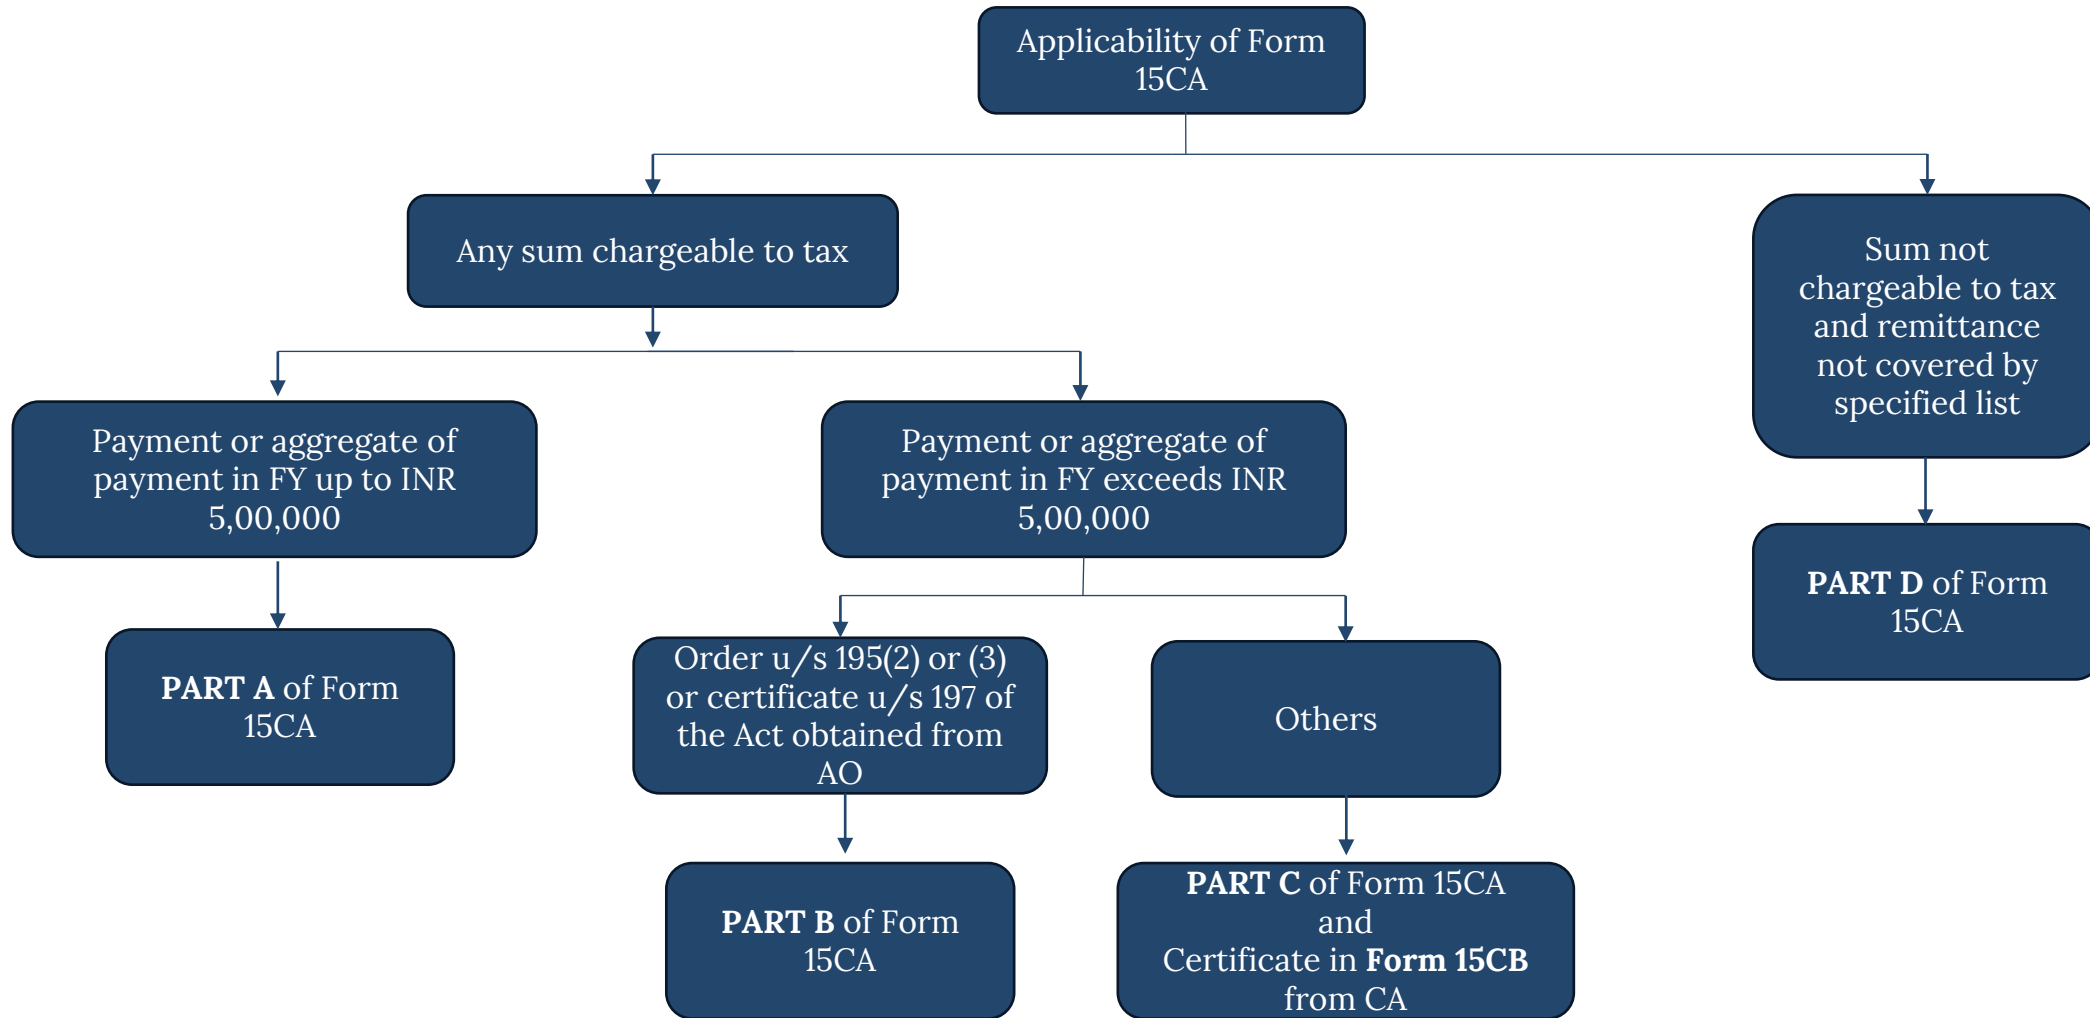 Applicability of Form
15CA
Any sum chargeable to tax
Sum not
chargeable to tax
and remittance
not covered by
specified list
Payment or aggregate of
payment in FY up to INR
5,00,000
Payment or aggregate of
payment in FY exceeds INR
5,00,000
PART D of Form
15CA
PART A of Form
15CA
Order u/s 195(2) or (3)
or certificate u/s 197 of
the Act obtained from
AO
Others
PART B of Form
15CA
PART C of Form 15CA
and
Certificate in Form 15CB
from CA